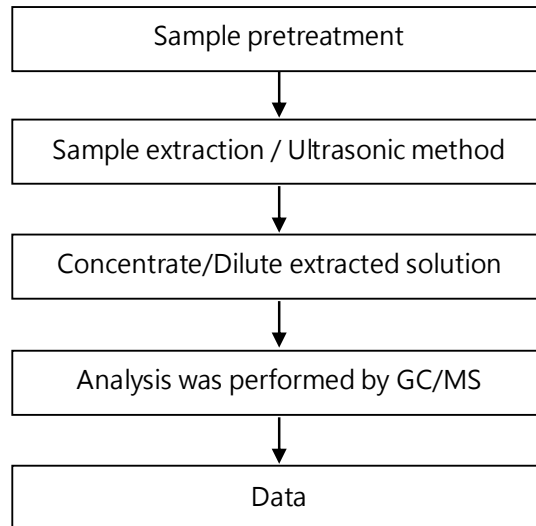 Sample pretreatment
Sample extraction / Ultrasonic method
Concentrate/Dilute extracted solution
Analysis was performed by GC/MS
Data